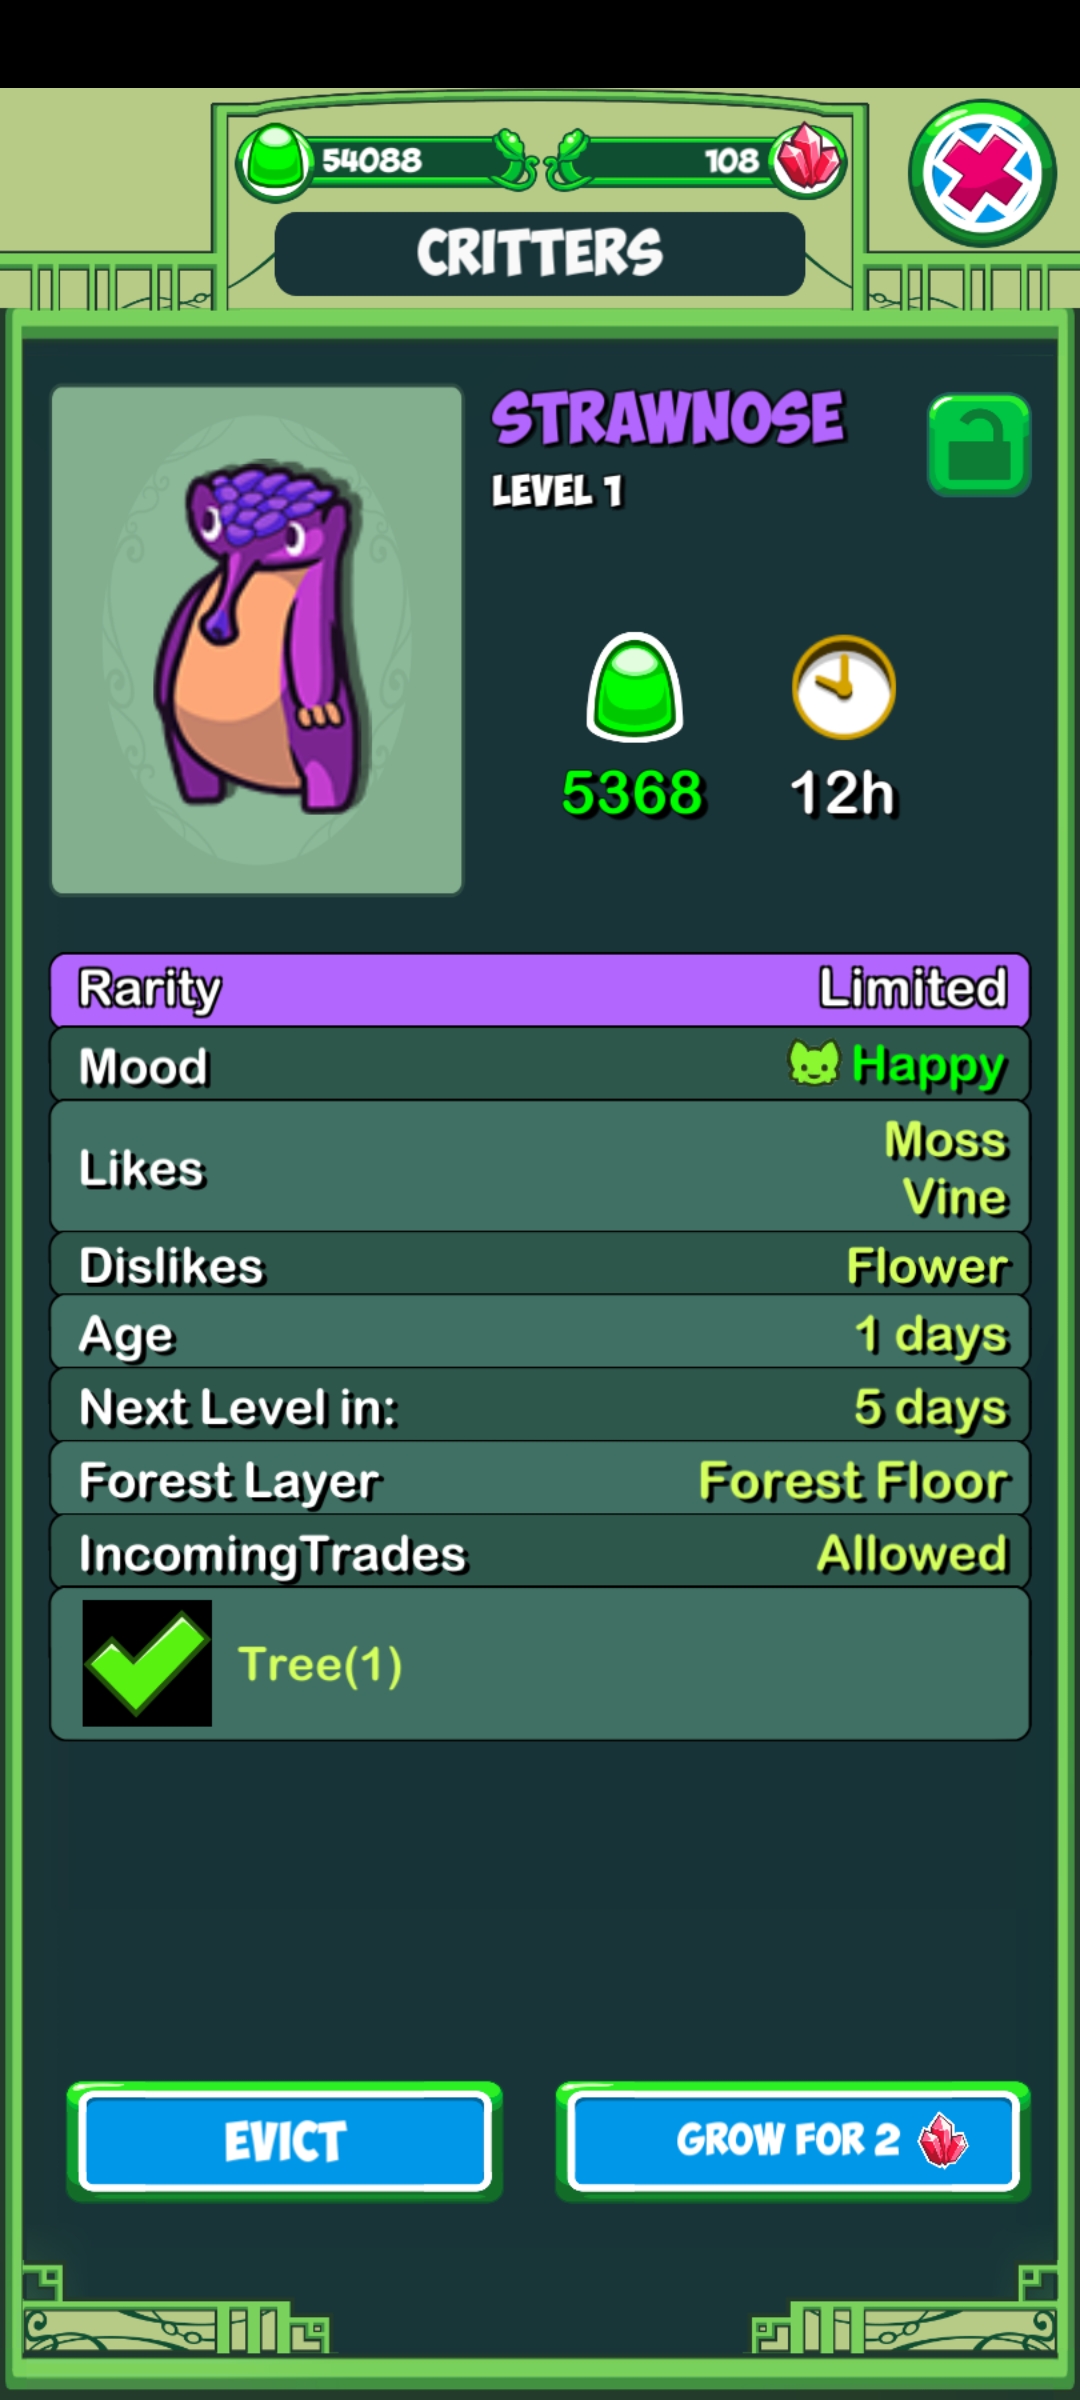 54088
108
CRITTERS
STRAWNOSE
LEVEL 1
5368
12h
Rarity Limited
Mood Happy
Likes Moss
Vine
Dislikes Flower
Age 1 days
Next Level in: 5 days
Forest Layer Forest Floor
IncomingTrades Allowed
Tree(1)
EVICT
GROW FOR 2